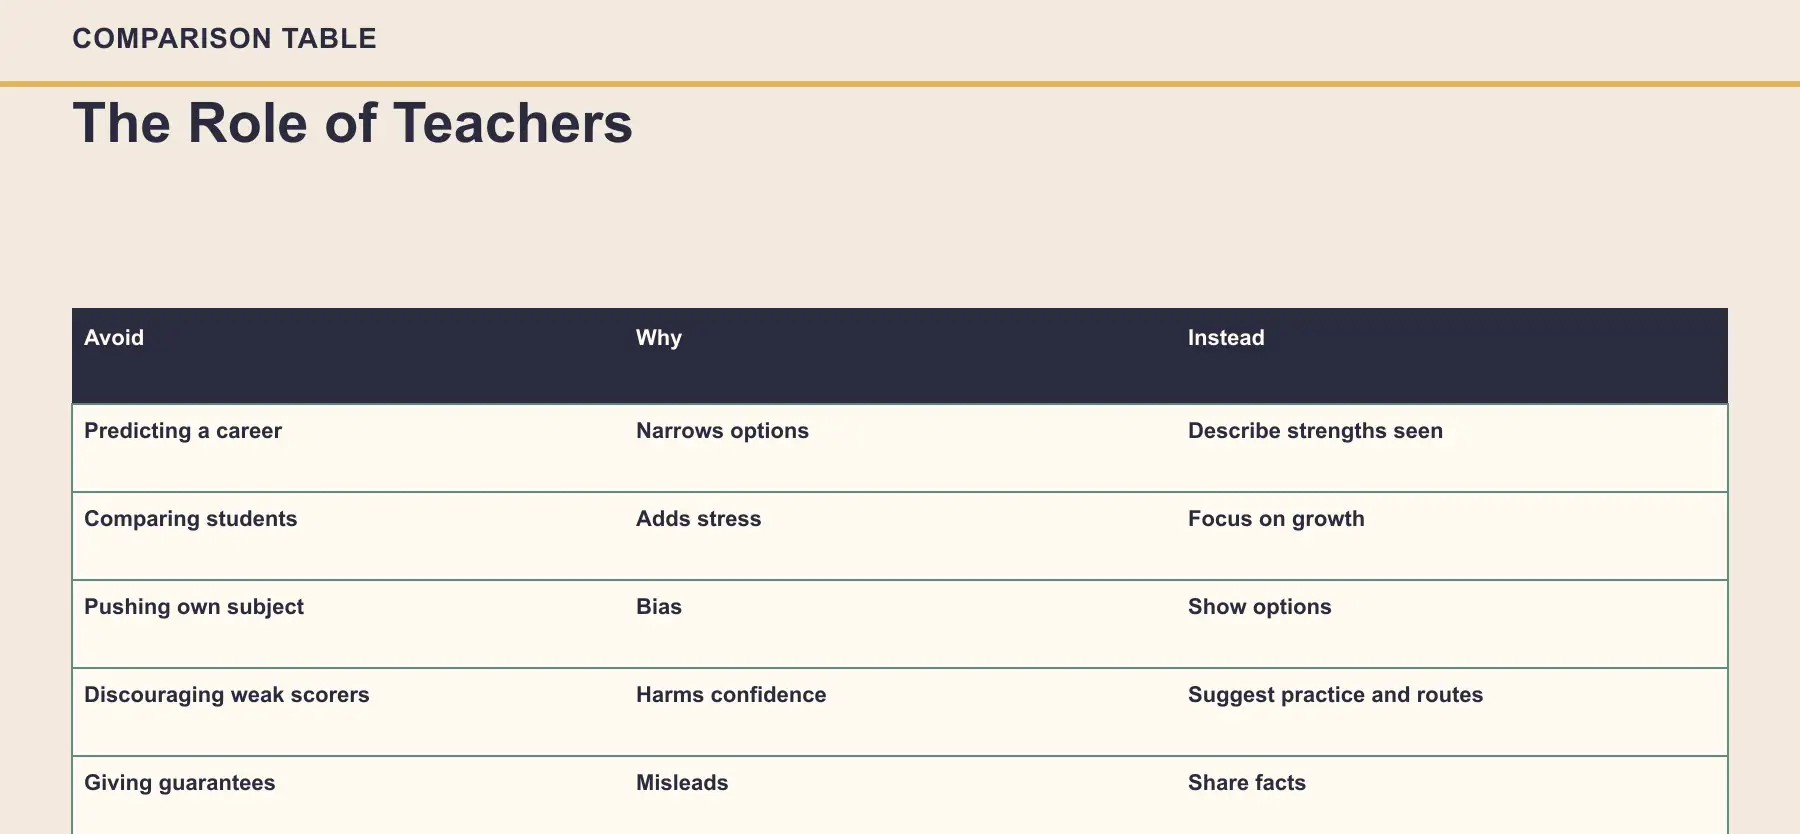 COMPARISON TABLE
The Role of Teachers
Avoid Why Instead
Predicting a career Narrows options Describe strengths seen
Comparing students Adds stress Focus on growth
Pushing own subject Bias Show options
Discouraging weak scorers Harms confidence Suggest practice and routes
Giving guarantees Misleads Share facts